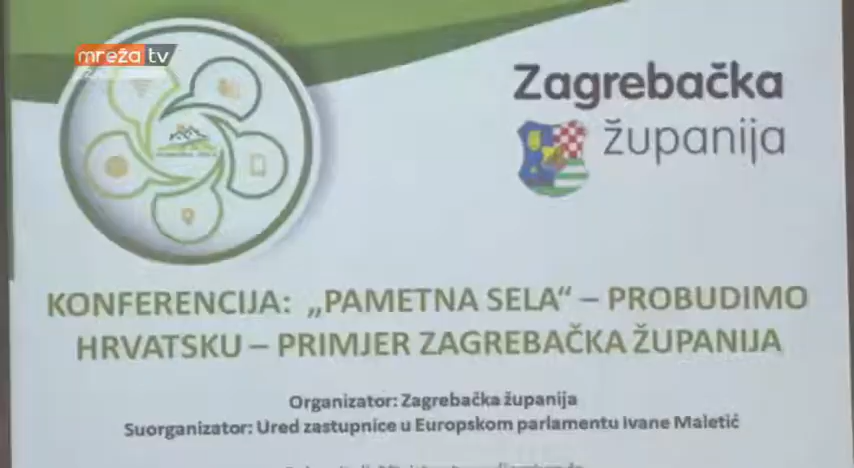 mreža tv
Zagrebačka
županija
KONFERENCIJA: „PAMETNA SELA“ – PROBUDIMO
HRVATSKU – PRIMJER ZAGREBAČKA ŽUPANIJA
Organizator: Zagrebačka županija
Suorganizator: Ured zastupnice u Europskom parlamentu Ivane Maletić